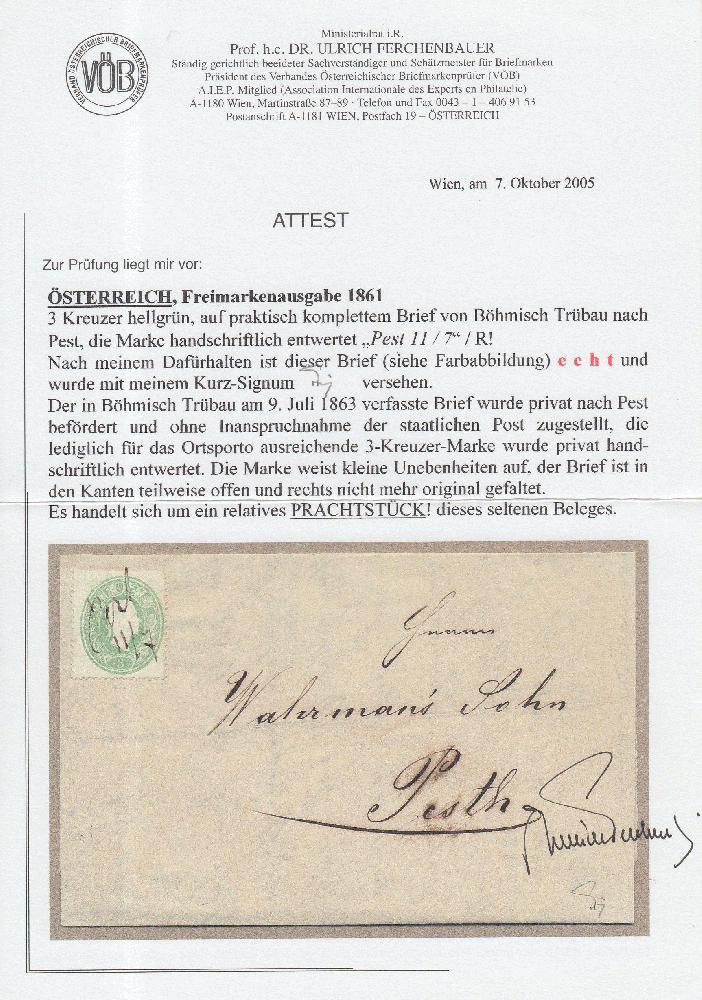 VERBAND ÖSTERREICHISCHER BRIEFMARKENPRÜFER
VÖB
Ministerialrat i.R.
Prof. h.c. DR. ULRICH FERCHENBAUER
Ständig gerichtlich beeideter Sachverständiger und Schätzmeister für Briefmarken
Präsident des Verbandes Österreichischer Briefmarkenprüfer (VÖB)
A.I.E.P. Mitglied (Association Internationale des Experts en Philatelie)
A-1180 Wien, Martinstraße 87–89 · Telefon und Fax 0043 – 1 – 406 91 53
Postanschrift A-1181 WIEN, Postfach 19 – ÖSTERREICH
Wien, am 7. Oktober 2005
ATTEST
Zur Prüfung liegt mir vor:
ÖSTERREICH, Freimarkenausgabe 1861
3 Kreuzer hellgrün, auf praktisch komplettem Brief von Böhmisch Trübau nach
Pest, die Marke handschriftlich entwertet „Pest 11 / 7“ / R!
Nach meinem Dafürhalten ist dieser Brief (siehe Farbabbildung) e c h t und
wurde mit meinem Kurz-Signum versehen.
Der in Böhmisch Trübau am 9. Juli 1863 verfasste Brief wurde privat nach Pest
befördert und ohne Inanspruchnahme der staatlichen Post zugestellt, die
lediglich für das Ortsporto ausreichende 3-Kreuzer-Marke wurde privat hand-
schriftlich entwertet. Die Marke weist kleine Unebenheiten auf, der Brief ist in
den Kanten teilweise offen und rechts nicht mehr original gefaltet.
Es handelt sich um ein relatives PRACHTSTÜCK! dieses seltenen Beleges.
Wahrman's Sohn
Pesth